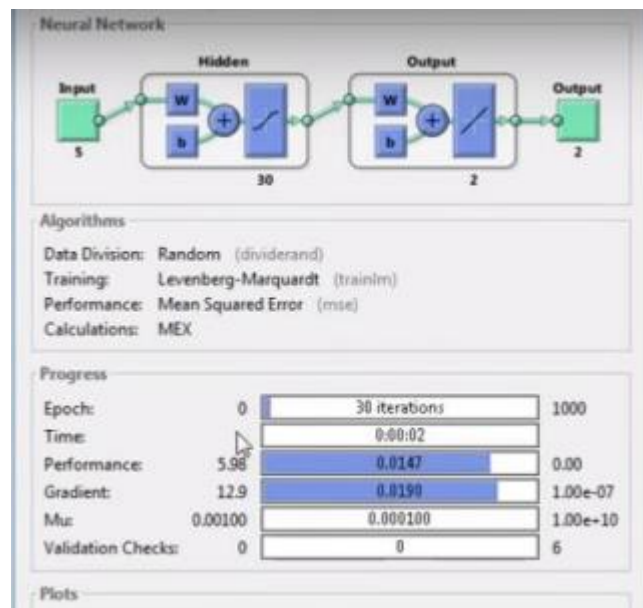 Neural Network
Hidden
Output
Input
W
b
+
W
b
+
Output
5
30
2
2
Algorithms
Data Division: Random (dividerand)
Training: Levenberg-Marquardt (trainlm)
Performance: Mean Squared Error (mse)
Calculations: MEX
Progress
Epoch: 0 30 iterations 1000
Time: 0:00:02
Performance: 5.98 0.0147 0.00
Gradient: 12.9 0.0190 1.00e-07
Mu: 0.00100 0.000100 1.00e+10
Validation Checks: 0 0 6
Plots